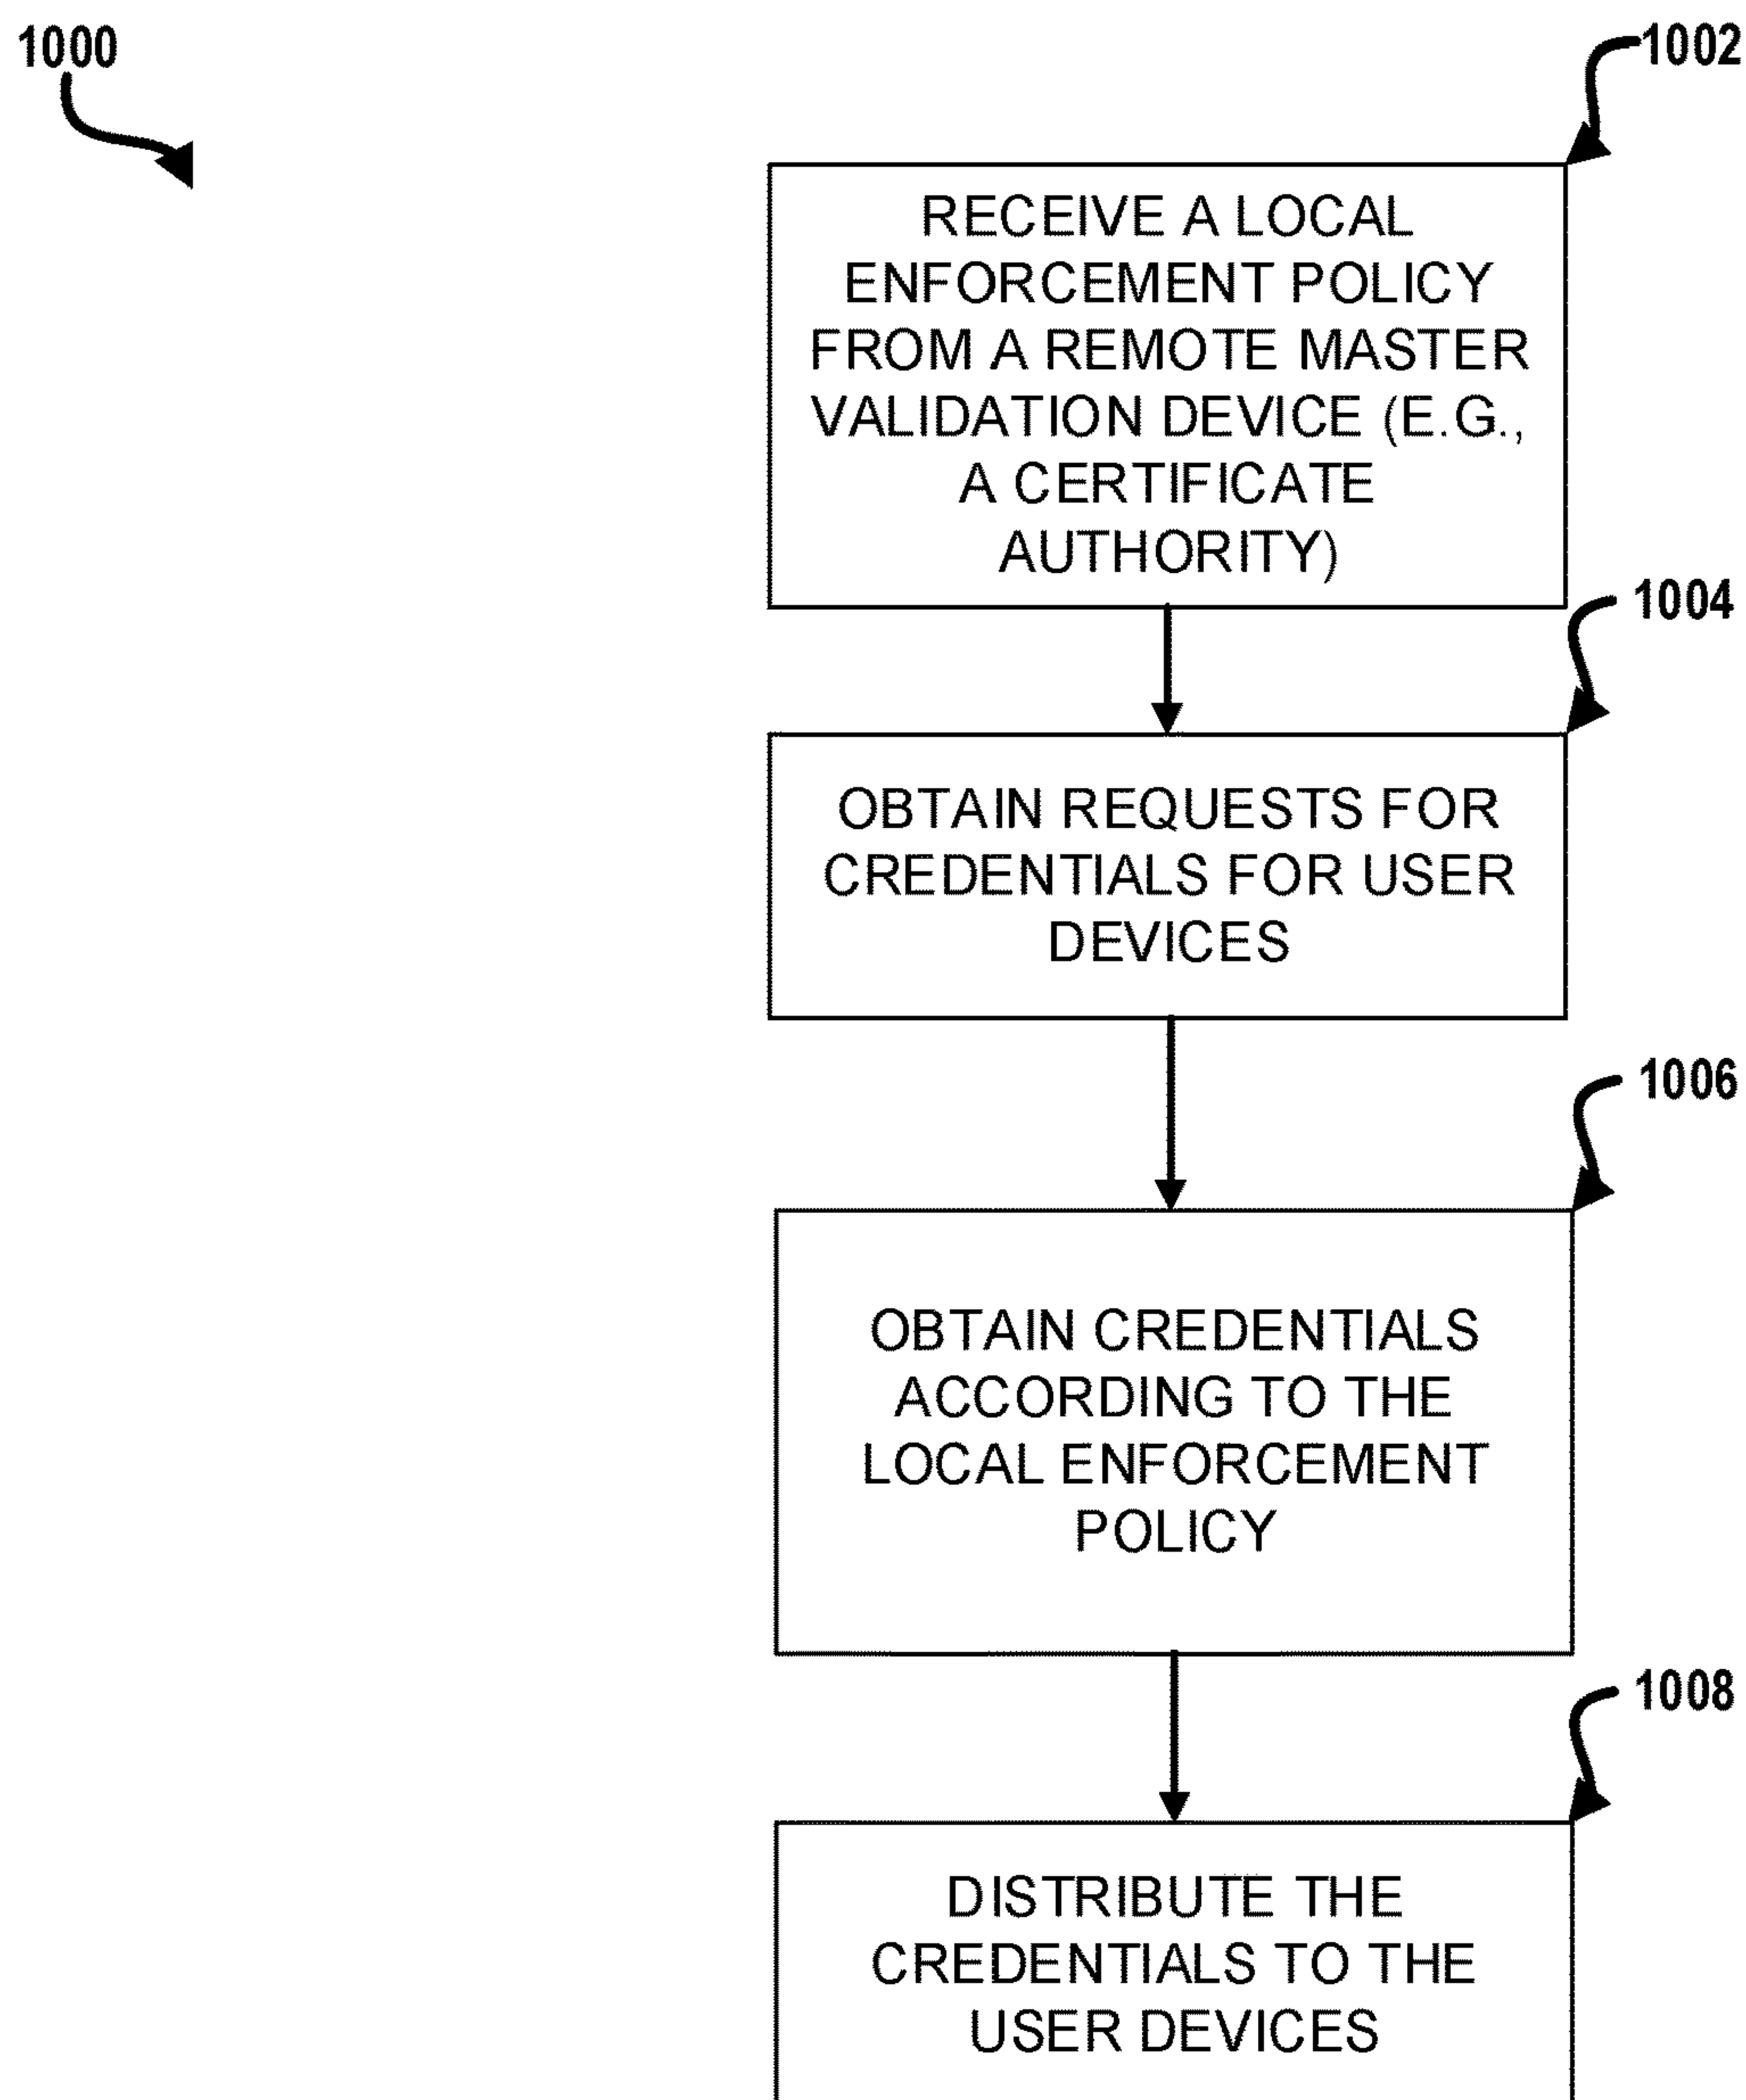 1000
1002
RECEIVE A LOCAL
ENFORCEMENT POLICY
FROM A REMOTE MASTER
VALIDATION DEVICE (E.G.,
A CERTIFICATE
AUTHORITY)
1004
OBTAIN REQUESTS FOR
CREDENTIALS FOR USER
DEVICES
1006
OBTAIN CREDENTIALS
ACCORDING TO THE
LOCAL ENFORCEMENT
POLICY
1008
DISTRIBUTE THE
CREDENTIALS TO THE
USER DEVICES